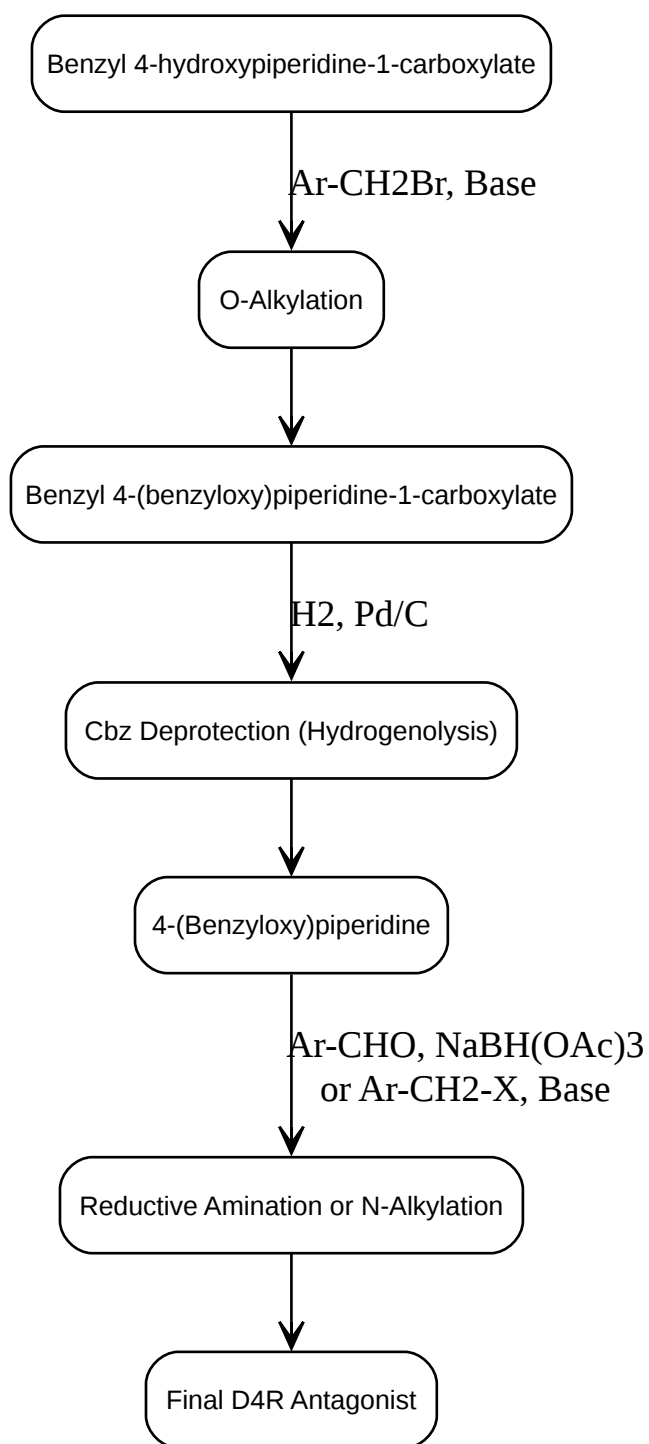 Benzyl 4-hydroxypiperidine-1-carboxylate
Ar-CH2Br, Base
O-Alkylation
Benzyl 4-(benzyloxy)piperidine-1-carboxylate
H2, Pd/C
Cbz Deprotection (Hydrogenolysis)
4-(Benzyloxy)piperidine
Ar-CHO, NaBH(OAc)3
or Ar-CH2-X, Base
Reductive Amination or N-Alkylation
Final D4R Antagonist